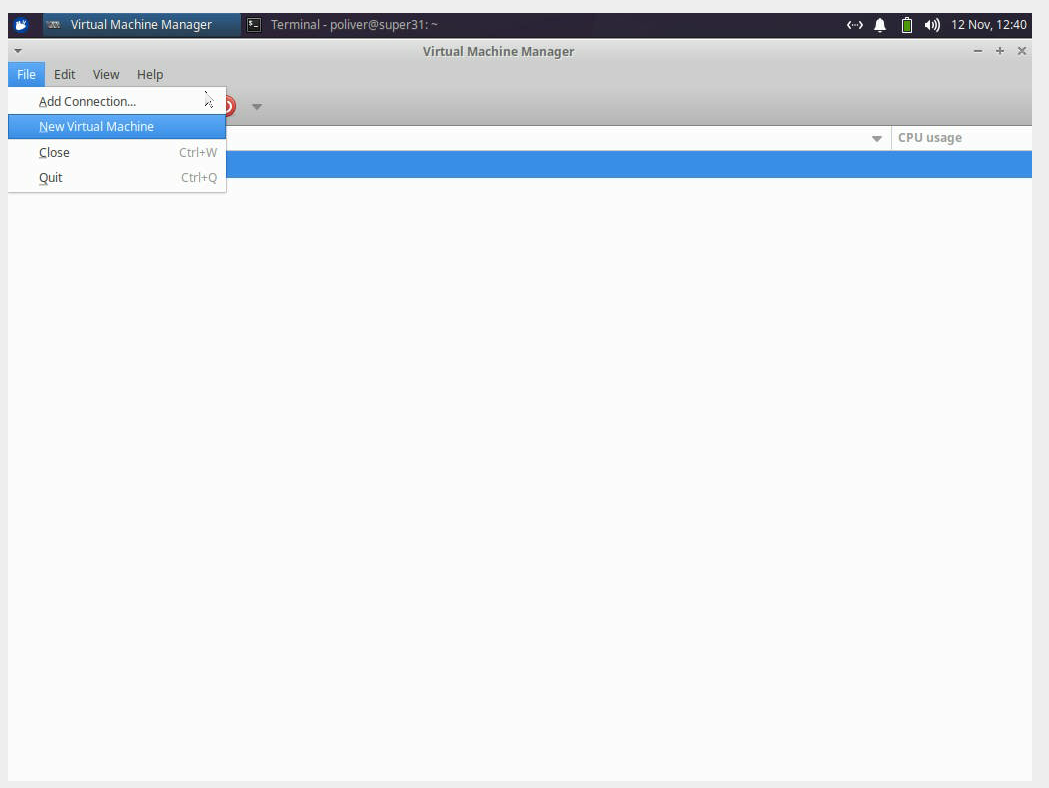 Virtual Machine Manager
Terminal - poliver@super31: ~
12 Nov, 12:40
Virtual Machine Manager
File Edit View Help
Add Connection...
New Virtual Machine
CPU usage
Close Ctrl+W
Quit Ctrl+Q